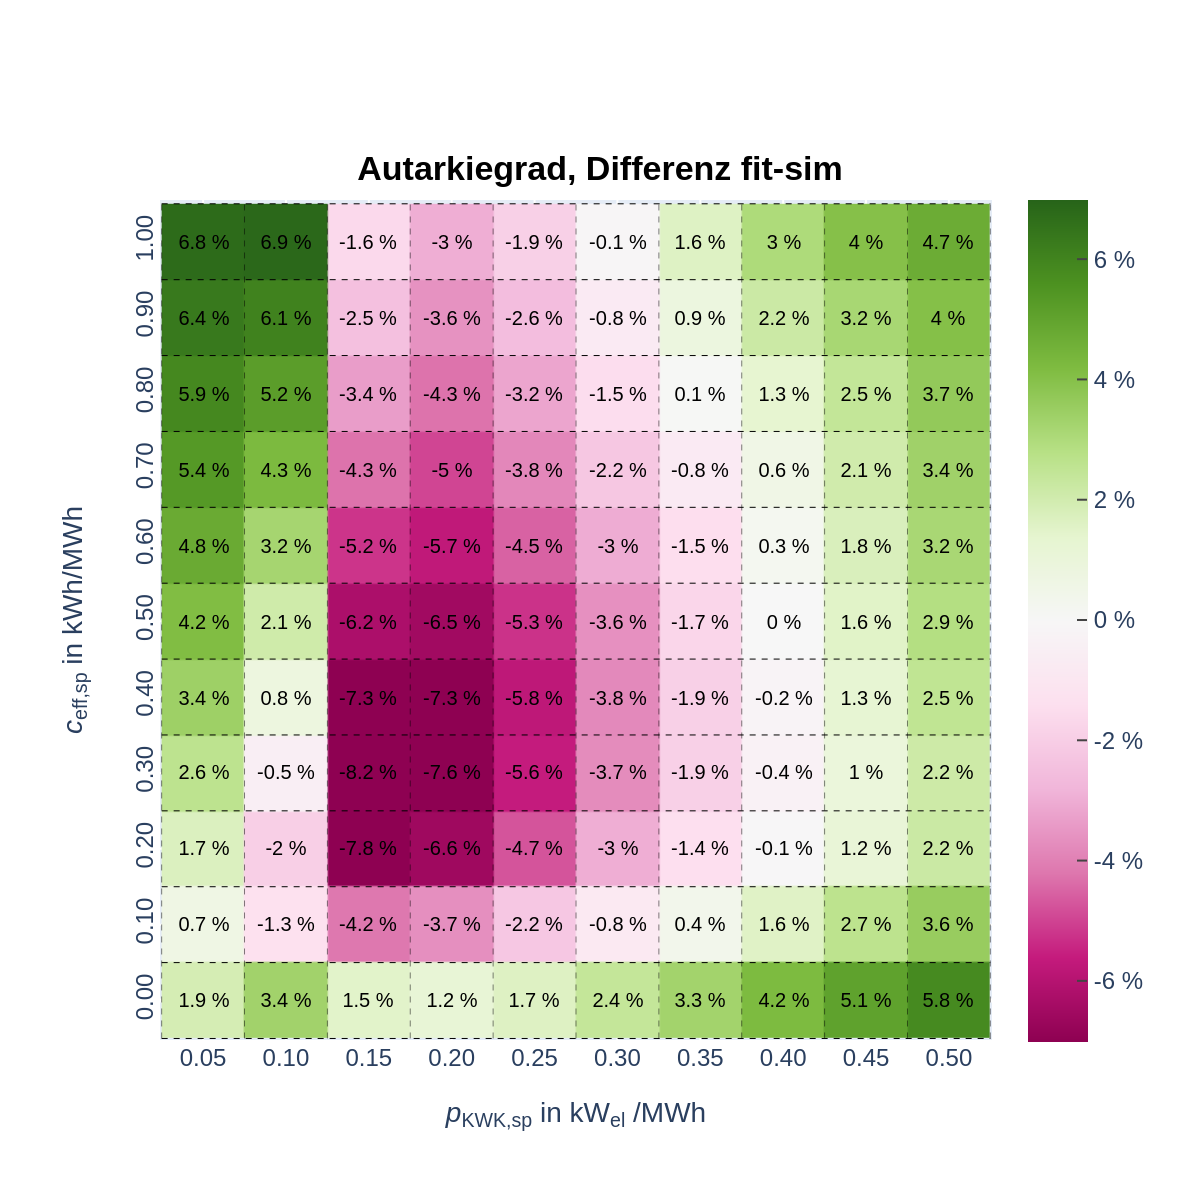 Autarkiegrad, Differenz fit-sim
1.00 6.8 % 6.9 % -1.6 % -3 % -1.9 % -0.1 % 1.6 % 3 % 4 % 4.7 %
0.90 6.4 % 6.1 % -2.5 % -3.6 % -2.6 % -0.8 % 0.9 % 2.2 % 3.2 % 4 %
0.80 5.9 % 5.2 % -3.4 % -4.3 % -3.2 % -1.5 % 0.1 % 1.3 % 2.5 % 3.7 %
0.70 5.4 % 4.3 % -4.3 % -5 % -3.8 % -2.2 % -0.8 % 0.6 % 2.1 % 3.4 %
0.60 4.8 % 3.2 % -5.2 % -5.7 % -4.5 % -3 % -1.5 % 0.3 % 1.8 % 3.2 %
0.50 4.2 % 2.1 % -6.2 % -6.5 % -5.3 % -3.6 % -1.7 % 0 % 1.6 % 2.9 %
0.40 3.4 % 0.8 % -7.3 % -7.3 % -5.8 % -3.8 % -1.9 % -0.2 % 1.3 % 2.5 %
0.30 2.6 % -0.5 % -8.2 % -7.6 % -5.6 % -3.7 % -1.9 % -0.4 % 1 % 2.2 %
0.20 1.7 % -2 % -7.8 % -6.6 % -4.7 % -3 % -1.4 % -0.1 % 1.2 % 2.2 %
0.10 0.7 % -1.3 % -4.2 % -3.7 % -2.2 % -0.8 % 0.4 % 1.6 % 2.7 % 3.6 %
0.00 1.9 % 3.4 % 1.5 % 1.2 % 1.7 % 2.4 % 3.3 % 4.2 % 5.1 % 5.8 %
0.05 0.10 0.15 0.20 0.25 0.30 0.35 0.40 0.45 0.50
pKWK,sp in kWel /MWh
ceff,sp in kWh/MWh
6 %
4 %
2 %
0 %
-2 %
-4 %
-6 %